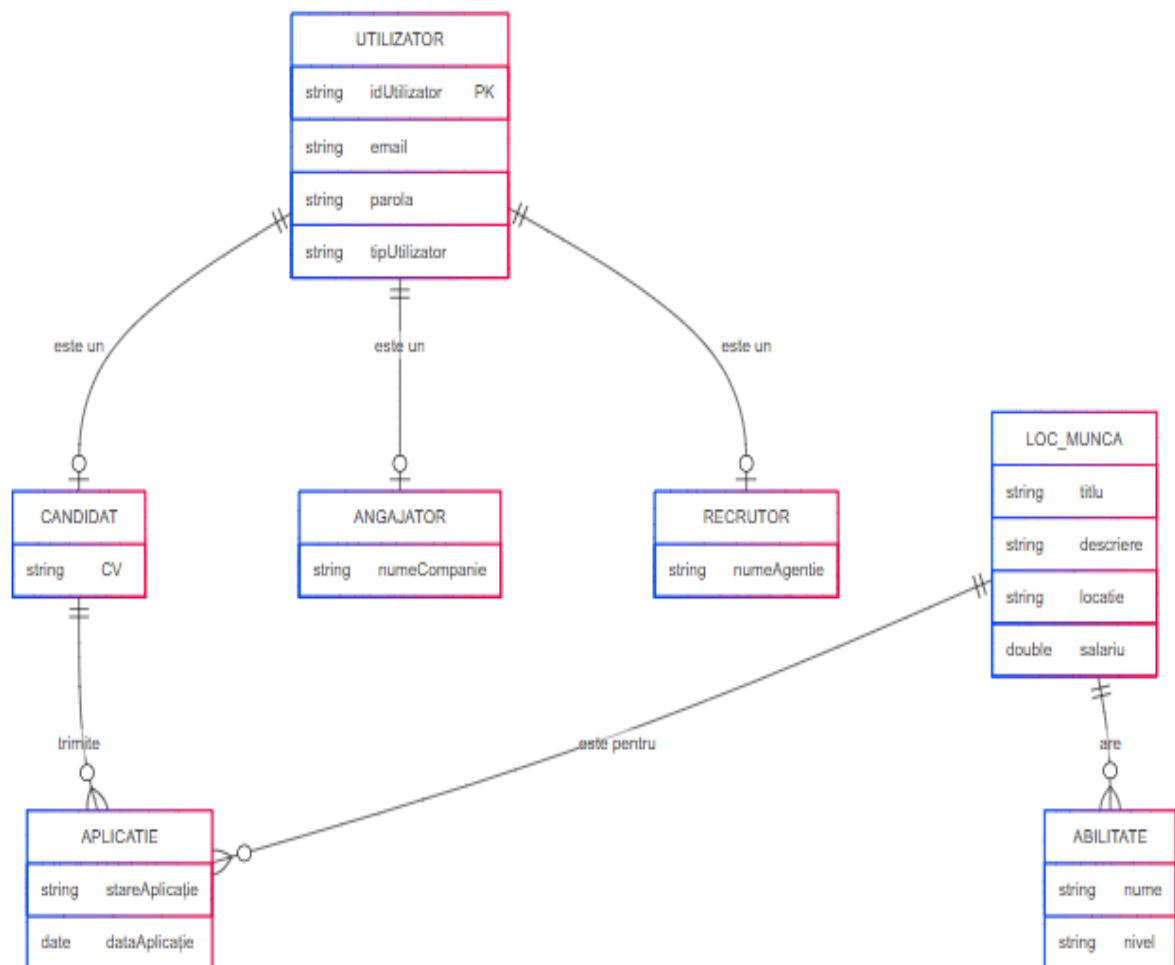 UTILIZATOR
string idUtilizator PK
string email
string parola
string tipUtilizator
este un
este un
este un
CANDIDAT
string CV
ANGAJATOR
string numeCompanie
RECRUTOR
string numeAgentie
LOC_MUNCA
string titlu
string descriere
string locatie
double salariu
trimite
este pentru
are
APLICATIE
string stareAplicație
date dataAplicație
ABILITATE
string nume
string nivel